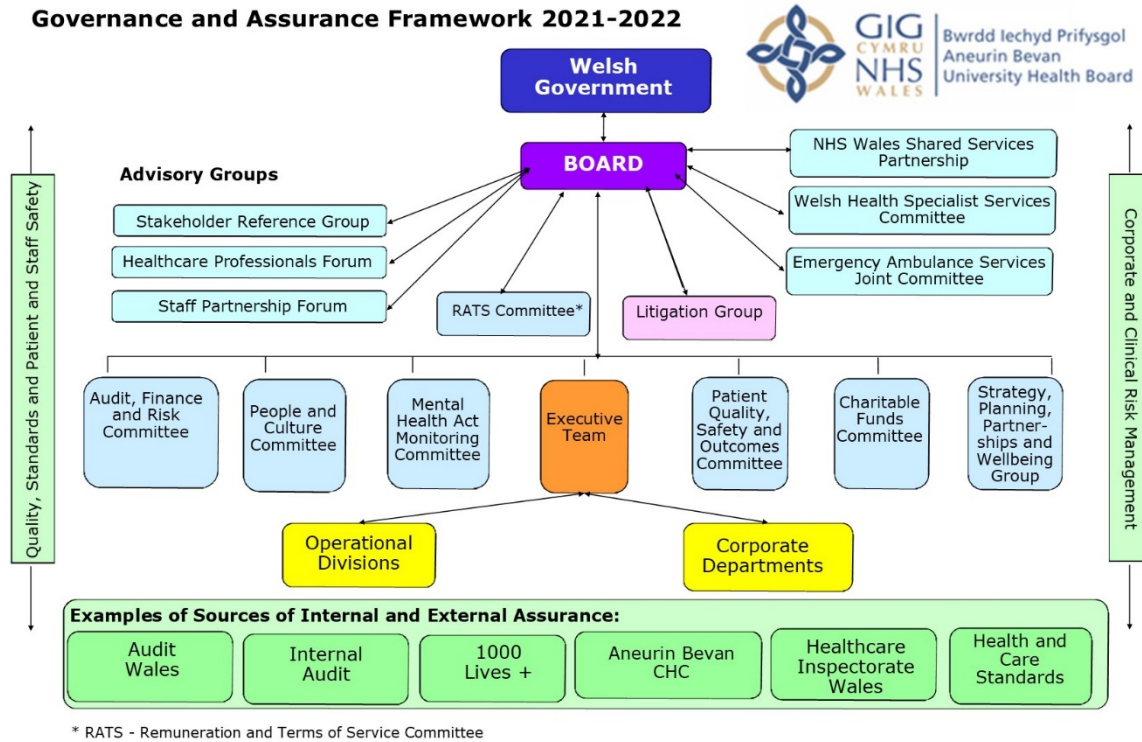 Governance and Assurance Framework 2021-2022
GIG
CYMRU
NHS
WALES
Bwrdd Iechyd Prifysgol
Aneurin Bevan
University Health Board
Welsh
Government
BOARD
NHS Wales Shared Services
Partnership
Welsh Health Specialist Services
Committee
Emergency Ambulance Services
Joint Committee
Advisory Groups
Stakeholder Reference Group
Healthcare Professionals Forum
Staff Partnership Forum
RATS Committee*
Litigation Group
Quality, Standards and Patient and Staff Safety
Corporate and Clinical Risk Management
Audit, Finance
and Risk
Committee
People and
Culture
Committee
Mental
Health Act
Monitoring
Committee
Executive
Team
Patient
Quality,
Safety and
Outcomes
Committee
Charitable
Funds
Committee
Strategy,
Planning,
Partner-
ships and
Wellbeing
Group
Operational
Divisions
Corporate
Departments
Examples of Sources of Internal and External Assurance:
Audit
Wales
Internal
Audit
1000
Lives +
Aneurin Bevan
CHC
Healthcare
Inspectorate
Wales
Health and
Care
Standards
* RATS - Remuneration and Terms of Service Committee